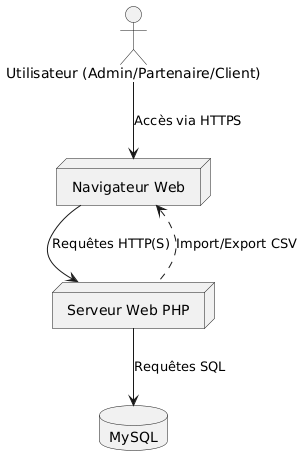 Utilisateur (Admin/Partenaire/Client)
Accès via HTTPS
Navigateur Web
Requêtes HTTP(S)
Import/Export CSV
Serveur Web PHP
Requêtes SQL
MySQL